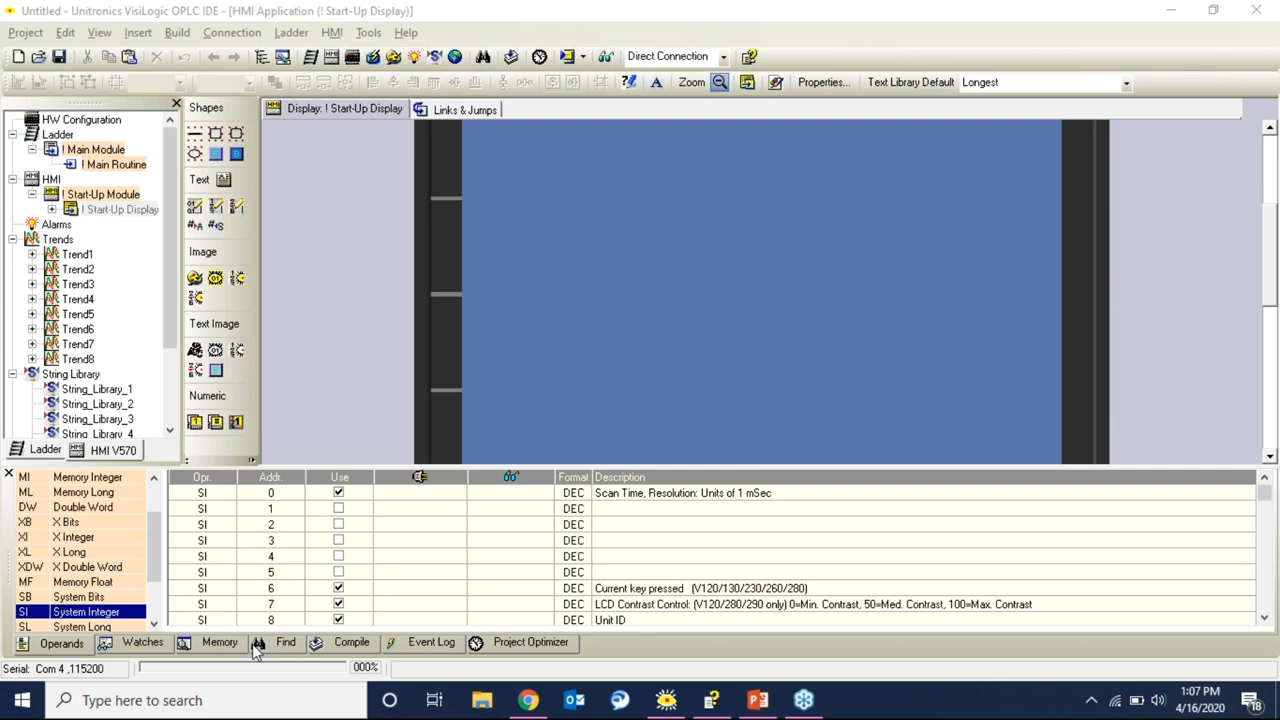 Untitled - Unitronics VisiLogic OPLC IDE - [HMI Application (! Start-Up Display)]
Project Edit View Insert Build Connection Ladder HMI Tools Help
Direct Connection
Zoom Properties... Text Library Default Longest
HW Configuration
Ladder
! Main Module
! Main Routine
HMI
! Start-Up Module
! Start-Up Display
Alarms
Trends
Trend1
Trend2
Trend3
Trend4
Trend5
Trend6
Trend7
Trend8
String Library
String_Library_1
String_Library_2
String_Library_3
String_Library_4
Ladder HMI V570
Shapes
Text
Image
Text Image
Numeric
Display: ! Start-Up Display Links & Jumps
MI Memory Integer
ML Memory Long
DW Double Word
XB X Bits
XI X Integer
XL X Long
XDW X Double Word
MF Memory Float
SB System Bits
SI System Integer
SL System Long
Opr. Addr. Use Format Description
SI 0 DEC Scan Time, Resolution: Units of 1 mSec
SI 1 DEC
SI 2 DEC
SI 3 DEC
SI 4 DEC
SI 5 DEC
SI 6 DEC Current key pressed (V120/130/230/260/280)
SI 7 DEC LCD Contrast Control: (V120/280/290 only) 0=Min. Contrast, 50=Med. Contrast, 100=Max. Contrast
SI 8 DEC Unit ID
Operands Watches Memory Find Compile Event Log Project Optimizer
Serial: Com 4 ,115200 000%
Type here to search
1:07 PM
4/16/2020
18